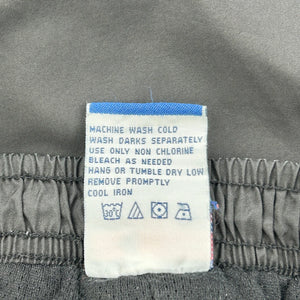 MACHINE WASH COLD
WASH DARKS SEPARATELY
USE ONLY NON CHLORINE
BLEACH AS NEEDED
HANG OR TUMBLE DRY LOW
REMOVE PROMPTLY
COOL IRON
30°C